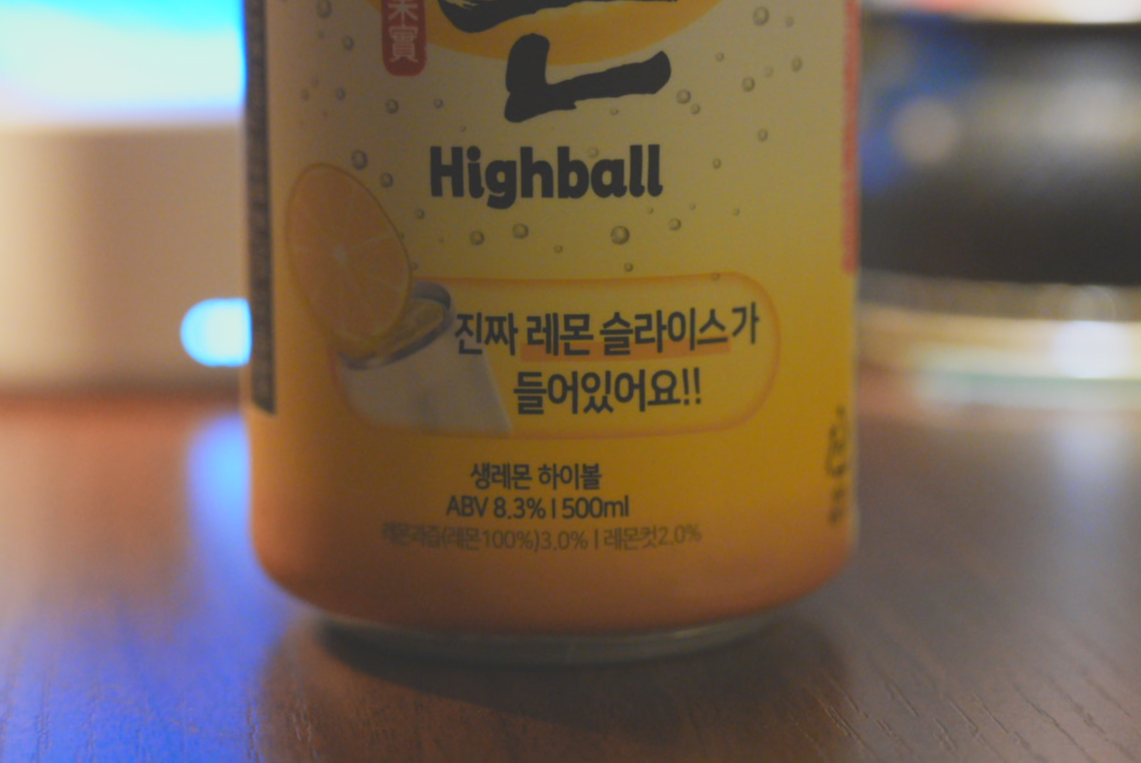 實
Highball
진짜 레몬 슬라이스가
들어있어요!!
생레몬 하이볼
ABV 8.3% I 500ml
레몬과즙(레몬100%)3.0% I 레몬컷2.0%